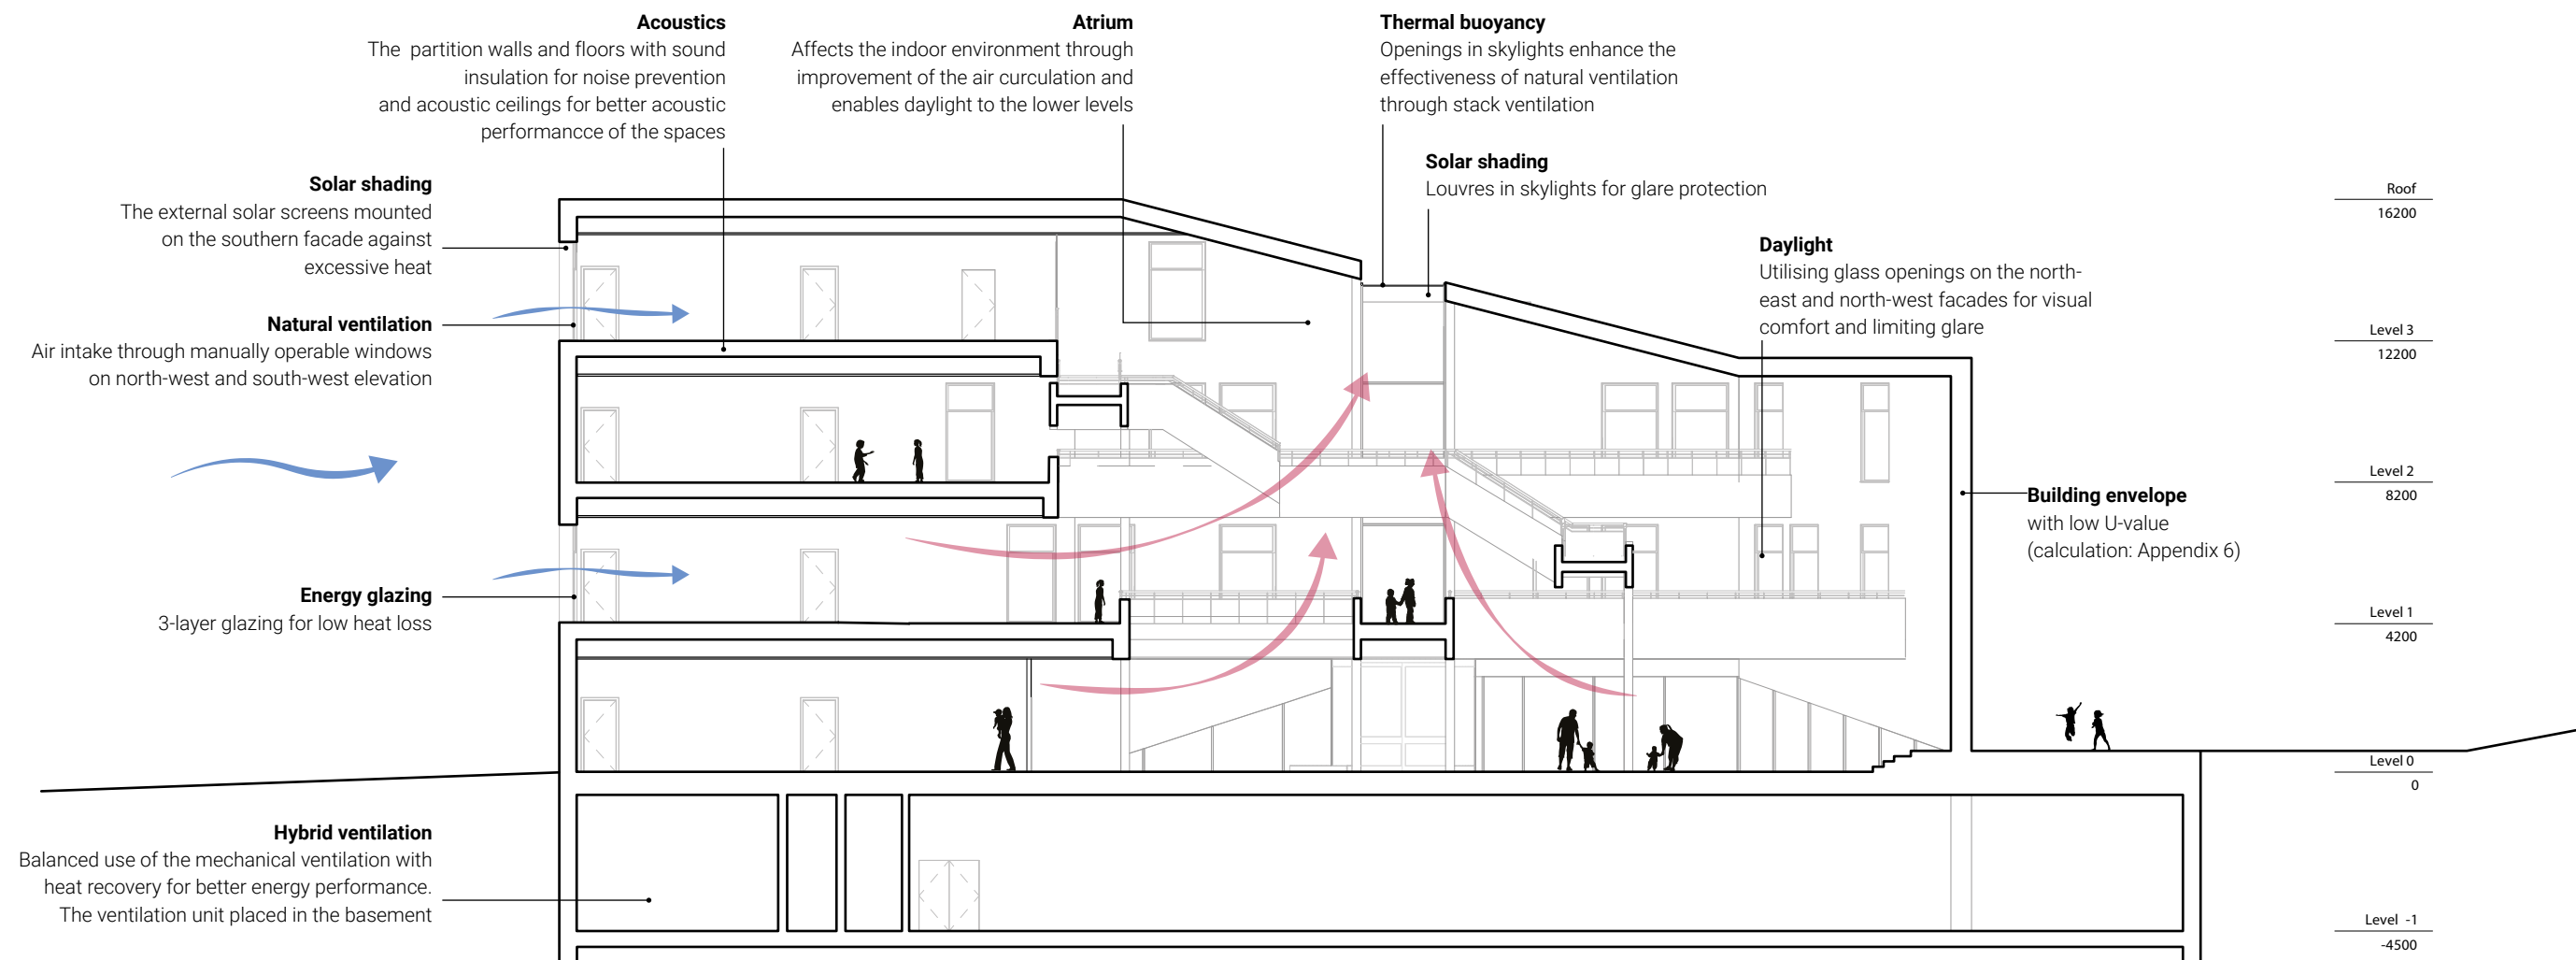 Acoustics
The partition walls and floors with sound
insulation for noise prevention
and acoustic ceilings for better acoustic
performancce of the spaces
Atrium
Affects the indoor environment through
improvement of the air curculation and
enables daylight to the lower levels
Thermal buoyancy
Openings in skylights enhance the
effectiveness of natural ventilation
through stack ventilation
Solar shading
Louvres in skylights for glare protection
Solar shading
The external solar screens mounted
on the southern facade against
excessive heat
Natural ventilation
Air intake through manually operable windows
on north-west and south-west elevation
Energy glazing
3-layer glazing for low heat loss
Hybrid ventilation
Balanced use of the mechanical ventilation with
heat recovery for better energy performance.
The ventilation unit placed in the basement
Daylight
Utilising glass openings on the north-
east and north-west facades for visual
comfort and limiting glare
Building envelope
with low U-value
(calculation: Appendix 6)
Roof
16200
Level 3
12200
Level 2
8200
Level 1
4200
Level 0
0
Level -1
-4500